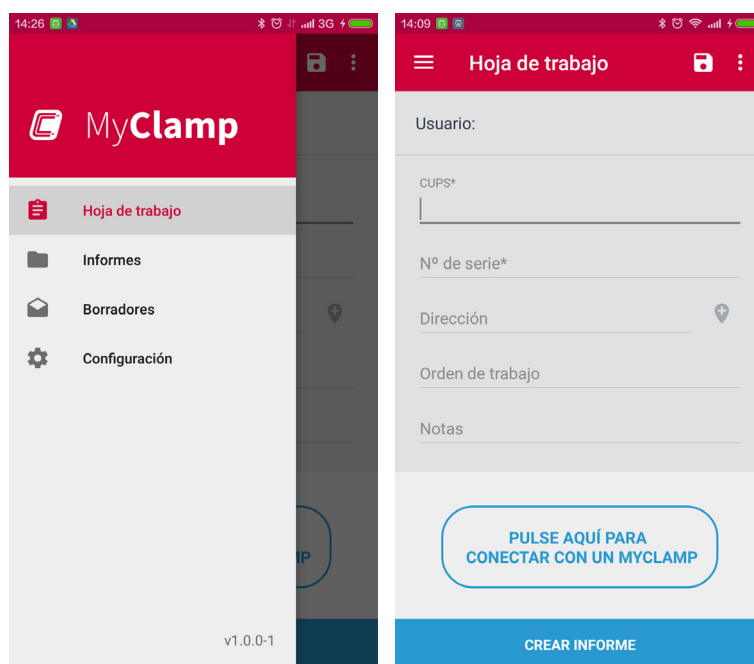 14:26
3G
MyClamp
Hoja de trabajo
Informes
Borradores
Configuración
MP
v1.0.0-1
14:09
Hoja de trabajo
Usuario:
CUPS*
Nº de serie*
Dirección
Orden de trabajo
Notas
PULSE AQUÍ PARA
CONECTAR CON UN MYCLAMP
CREAR INFORME